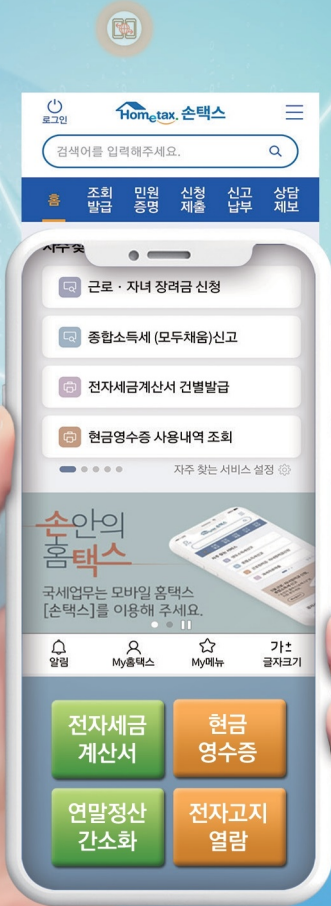 로그인
Hometax. 손택스
검색어를 입력해주세요.
홈
조회
발급
민원
증명
신청
제출
신고
납부
상담
제보
자주 찾
근로 · 자녀 장려금 신청
종합소득세 (모두채움)신고
전자세금계산서 건별발급
현금영수증 사용내역 조회
자주 찾는 서비스 설정
손안의
홈택스
국세업무는 모바일 홈택스
[손택스]를 이용해 주세요.
알림
My홈택스
My메뉴
가±
글자크기
전자세금
계산서
현금
영수증
연말정산
간소화
전자고지
열람